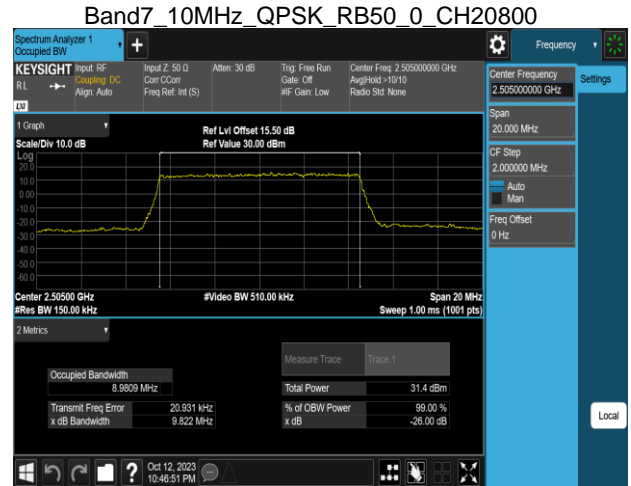 Band7_10MHz_QPSK_RB50_0_CH20800
Spectrum Analyzer 1
Occupied BW
Frequency
KEYSIGHT
RL
Input: RF
Coupling: DC
Align: Auto
Input Z: 50 Ω
Corr CCorr
Freq Ref: Int (S)
Atten: 30 dB
Trig: Free Run
Gate: Off
#IF Gain: Low
Center Freq: 2.505000000 GHz
Avg|Hold:>10/10
Radio Std: None
LXI
Center Frequency
2.505000000 GHz
Settings
Span
20.000 MHz
CF Step
2.000000 MHz
Auto
Man
Freq Offset
0 Hz
1 Graph
Scale/Div 10.0 dB
Ref Lvl Offset 15.50 dB
Ref Value 30.00 dBm
Log
20.0
10.0
0.00
-10.0
-20.0
-30.0
-40.0
-50.0
-60.0
Center 2.50500 GHz
#Res BW 150.00 kHz
#Video BW 510.00 kHz
Span 20 MHz
Sweep 1.00 ms (1001 pts)
2 Metrics
Measure Trace
Trace 1
Occupied Bandwidth
8.9809 MHz
Total Power
31.4 dBm
Transmit Freq Error
20.931 kHz
% of OBW Power
99.00 %
x dB Bandwidth
9.822 MHz
x dB
-26.00 dB
Local
?
Oct 12, 2023
10:46:51 PM